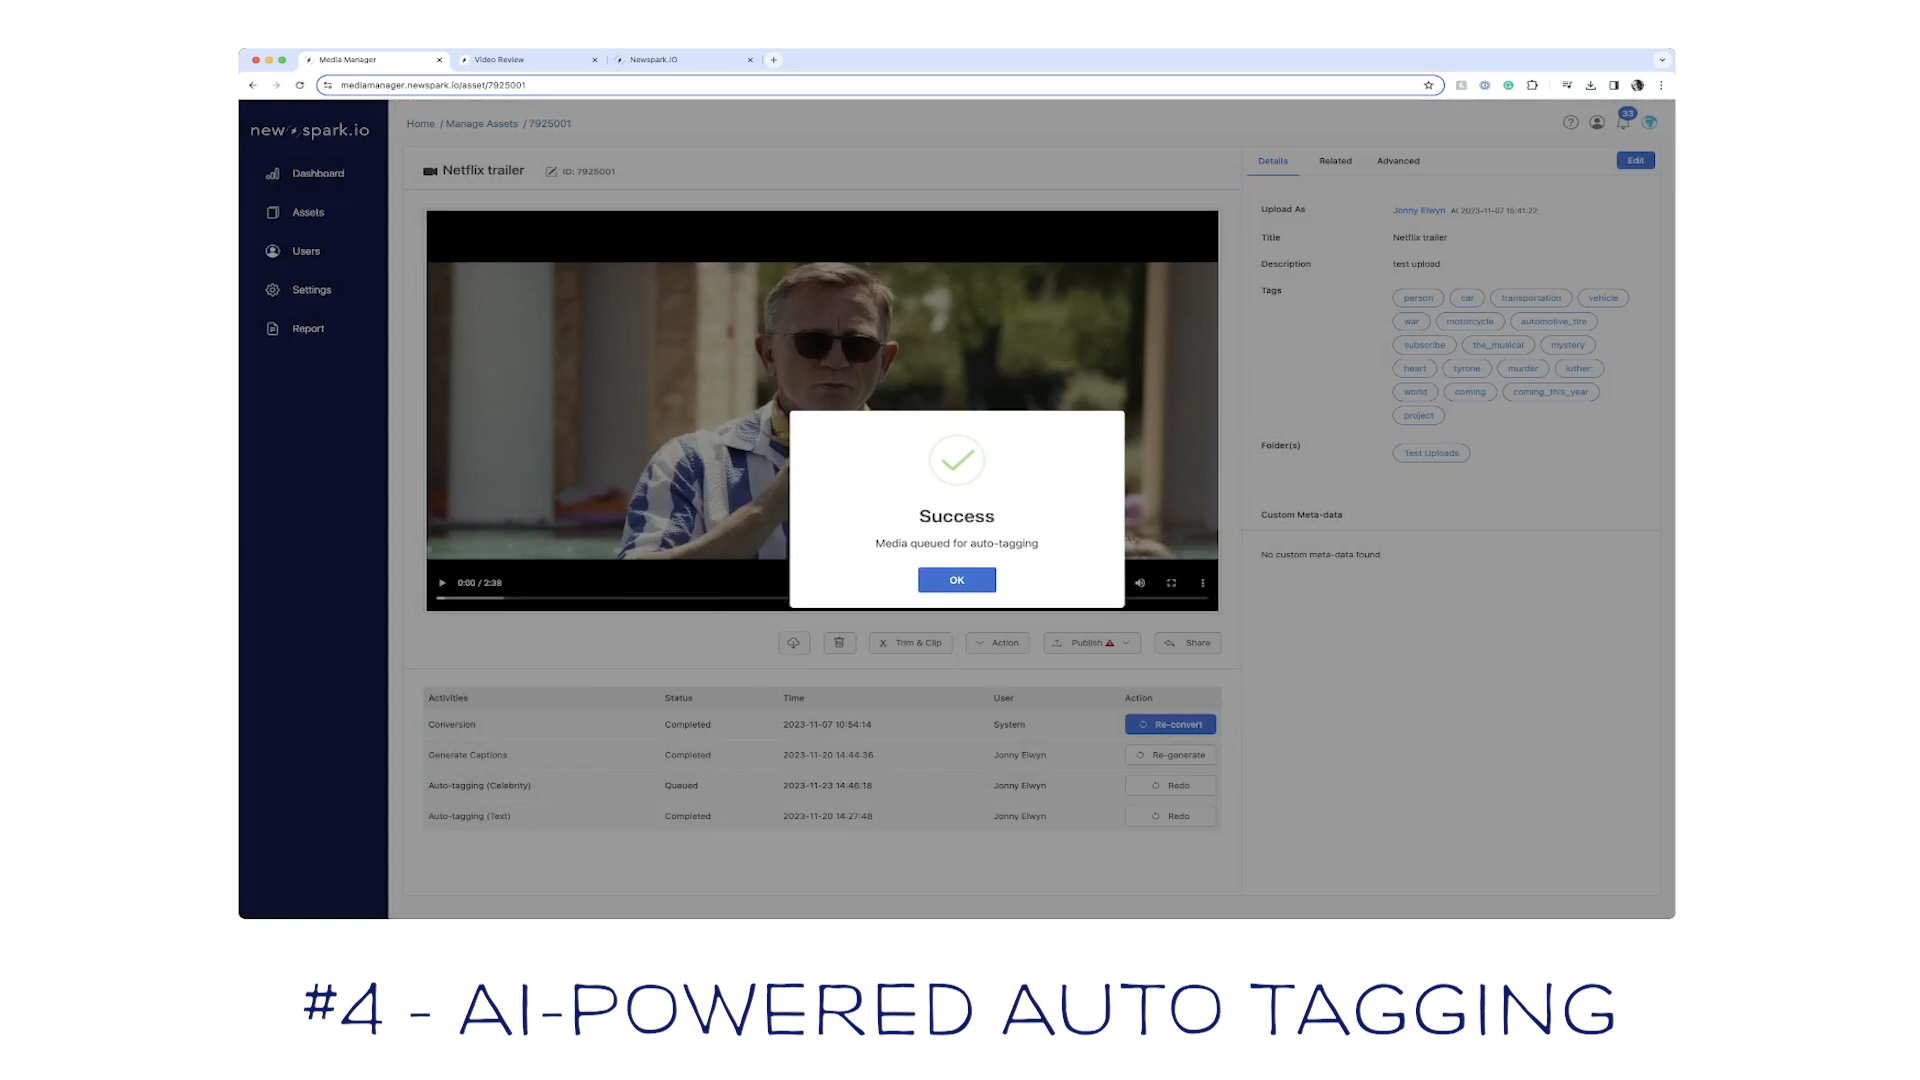 Media Manager
Video Review
Newspark.IO
mediamanager.newspark.io/asset/7925001
new spark.io
Home / Manage Assets / 7925001
33
Dashboard
Assets
Users
Settings
Report
Netflix trailer
ID: 7925001
Details
Related
Advanced
Edit
Upload As
Jonny Elwyn At 2023-11-07 15:41:22
Title
Netflix trailer
Description
test upload
Tags
person car transportation vehicle
war motorcycle automotive_tire
subscribe the_musical mystery
heart tyrone murder luther:
world coming coming_this_year
project
Folder(s)
Test Uploads
Custom Meta-data
No custom meta-data found
Success
Media queued for auto-tagging
OK
0:00 / 2:38
Trim & Clip
Action
Publish
Share
Activities Status Time User Action
Conversion Completed 2023-11-07 10:54:14 System Re-convert
Generate Captions Completed 2023-11-20 14:44:36 Jonny Elwyn Re-generate
Auto-tagging (Celebrity) Queued 2023-11-23 14:46:18 Jonny Elwyn Redo
Auto-tagging (Text) Completed 2023-11-20 14:27:48 Jonny Elwyn Redo
#4 - AI-POWERED AUTO TAGGING